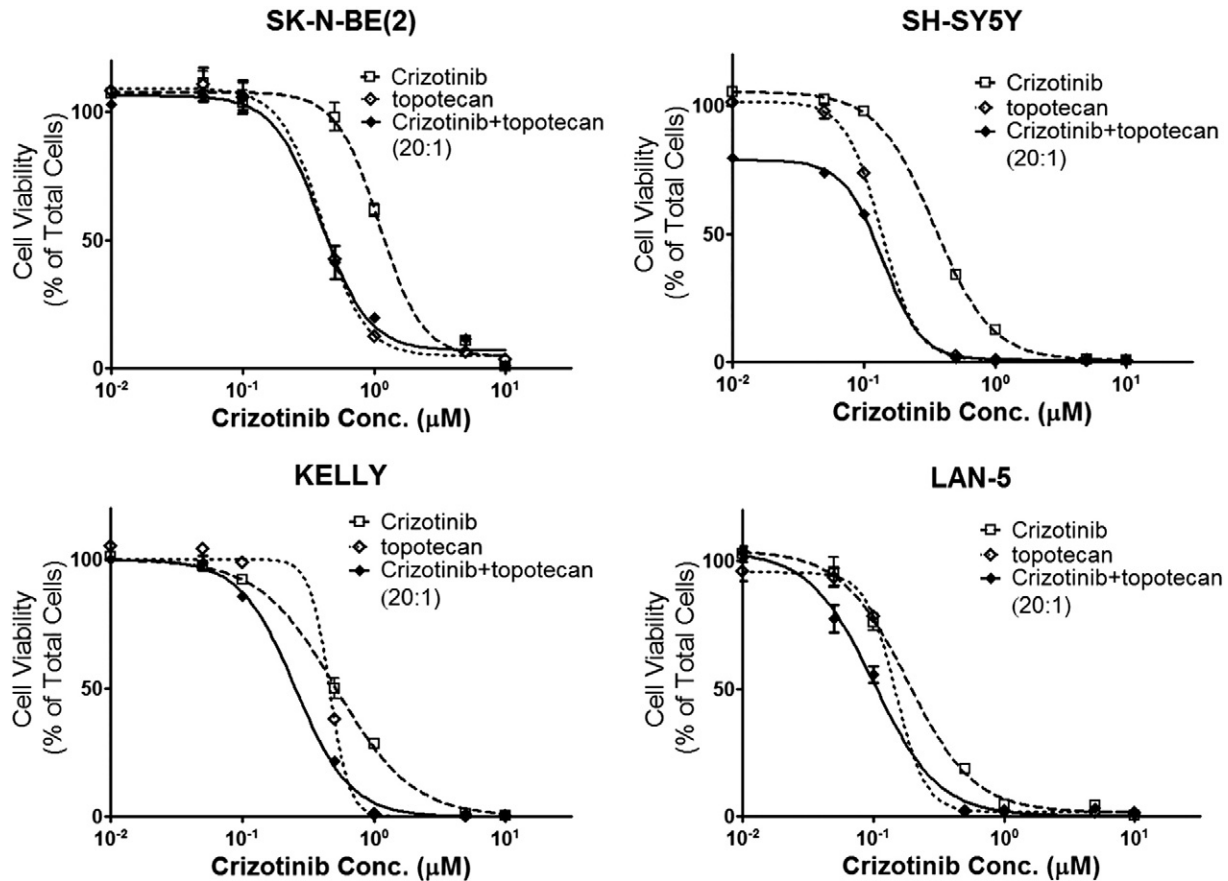 SK-N-BE(2)
Crizotinib
topotecan
Crizotinib+topotecan
(20:1)
Cell Viability
(% of Total Cells)
100
50
0
10⁻²
10⁻¹
10⁰
10¹
Crizotinib Conc. (μM)
SH-SY5Y
Crizotinib
topotecan
Crizotinib+topotecan
(20:1)
Cell Viability
(% of Total Cells)
100
50
0
10⁻²
10⁻¹
10⁰
10¹
Crizotinib Conc. (μM)
KELLY
Crizotinib
topotecan
Crizotinib+topotecan
(20:1)
Cell Viability
(% of Total Cells)
100
50
0
10⁻²
10⁻¹
10⁰
10¹
Crizotinib Conc. (μM)
LAN-5
Crizotinib
topotecan
Crizotinib+topotecan
(20:1)
Cell Viability
(% of Total Cells)
100
50
0
10⁻²
10⁻¹
10⁰
10¹
Crizotinib Conc. (μM)